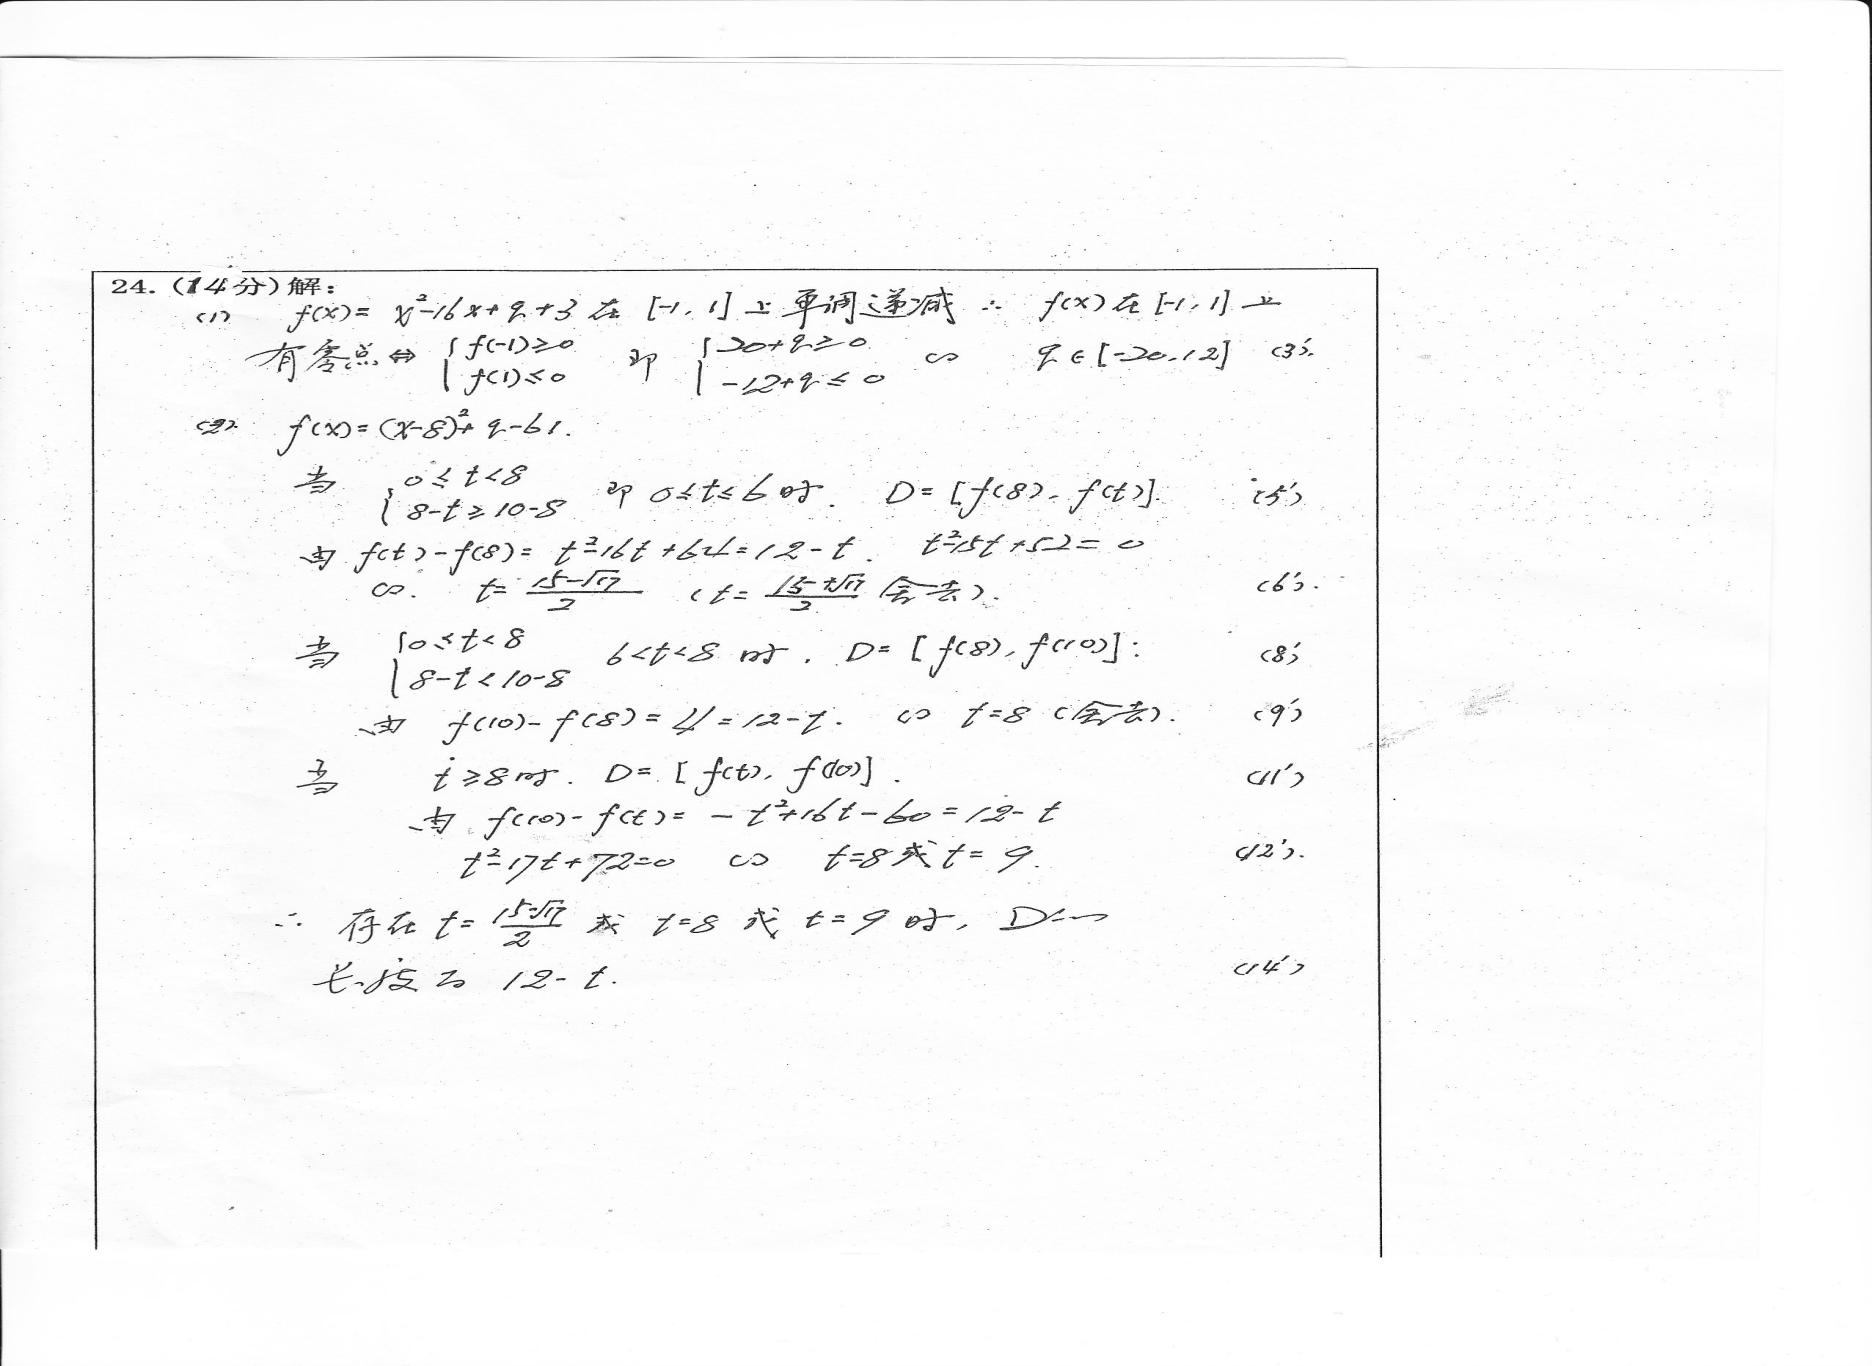 24. (14分)解:
(1) f(x)= x²-16x+q+3 在 [-1, 1] 上单调递减 ∴ f(x) 在 [-1, 1] 上
有零点 ⇔ { f(-1)≥0 f(1)≤0 即 { 20+q≥0 -12+q≤0 ∽ q∈[-20, 12] (3').
(2) f(x)=(x-8)²+q-61.
当 { 0≤t<8 8-t≥10-8 即 0≤t≤6时. D=[f(8), f(t)]. (5')
由 f(t)-f(8)= t²-16t+64=12-t. t²-15t+52=0
∽. t= (15-√17)/2 (t= (15+√17)/2 舍去). (6').
当 { 0≤t<8 8-t<10-8 6<t<8 时. D=[f(8), f(10)]: (8')
由 f(10)-f(8)=4=12-t. ∽ t=8 (舍去). (9')
当 t≥8时. D=[f(t), f(10)]. (11')
由 f(10)-f(t)= -t²+16t-60=12-t
t²-17t+72=0 ∽ t=8或t=9. (12').
∴ 存在 t= (15-√17)/2 或 t=8 或 t=9 时, D的
长度为 12-t. (14')